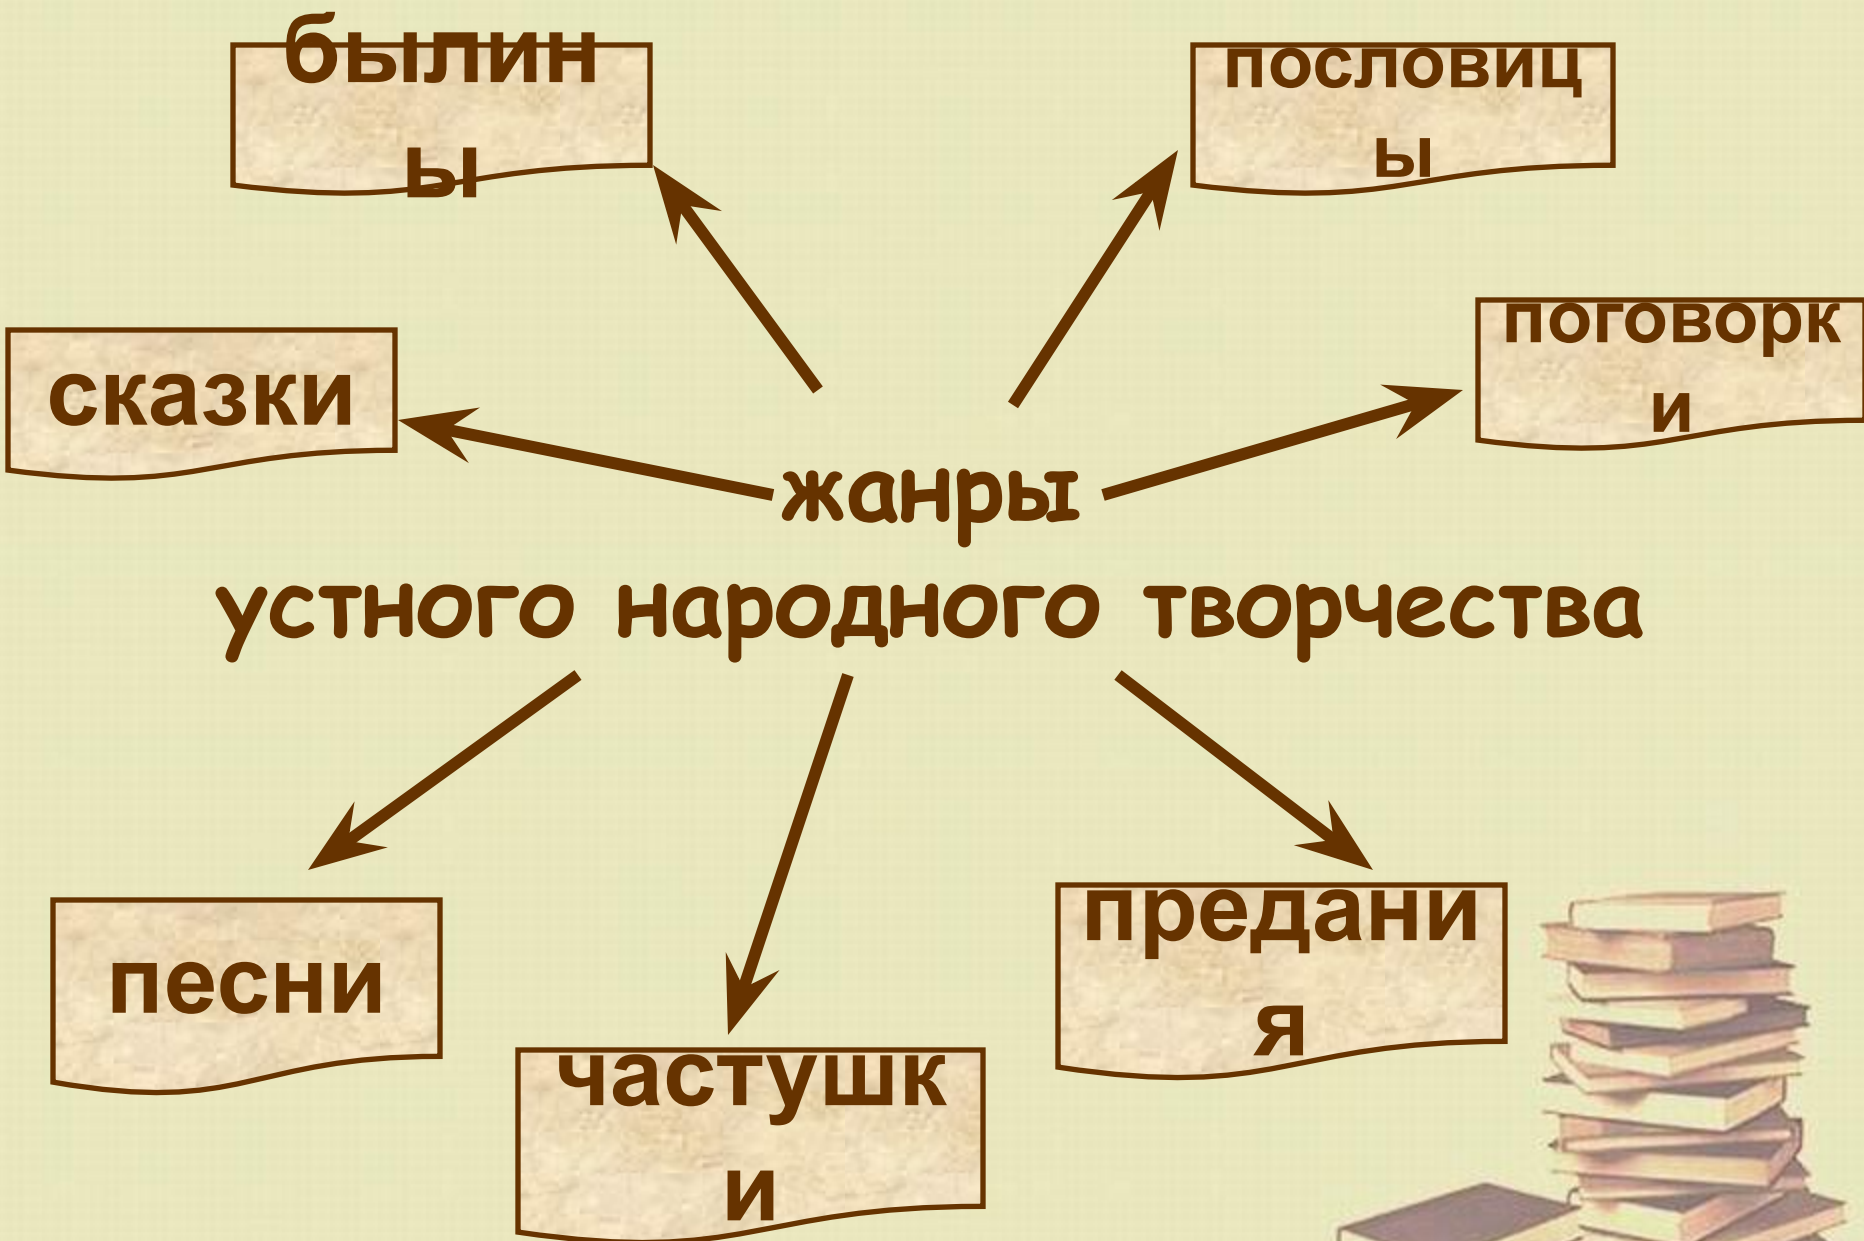 былин
ы
пословиц
ы
сказки
поговорк
и
жанры
устного народного творчества
песни
частушк
и
предани
я